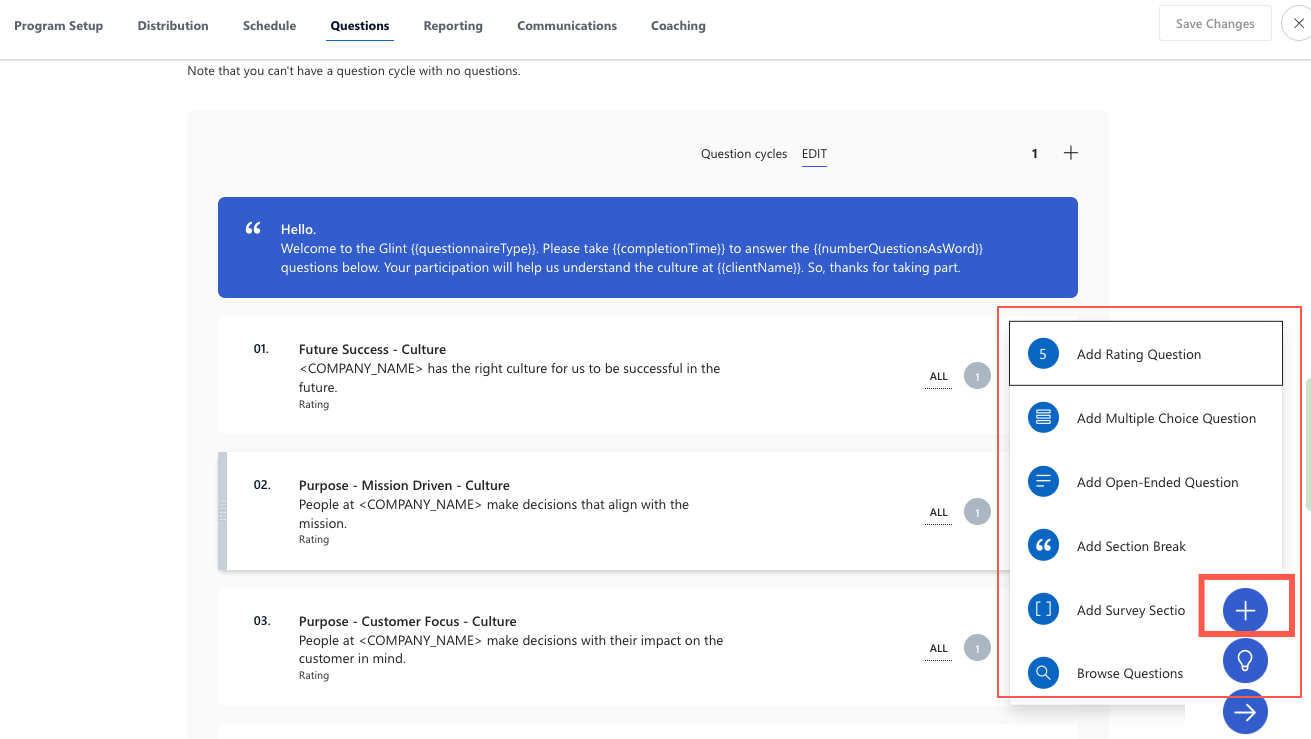 Program Setup Distribution Schedule Questions Reporting Communications Coaching Save Changes
Note that you can't have a question cycle with no questions.
Question cycles EDIT 1
“ Hello.
Welcome to the Glint {{questionnaireType}}. Please take {{completionTime}} to answer the {{numberQuestionsAsWord}}
questions below. Your participation will help us understand the culture at {{clientName}}. So, thanks for taking part.
01. Future Success - Culture
<COMPANY_NAME> has the right culture for us to be successful in the
future.
Rating
ALL 1
02. Purpose - Mission Driven - Culture
People at <COMPANY_NAME> make decisions that align with the
mission.
Rating
ALL 1
03. Purpose - Customer Focus - Culture
People at <COMPANY_NAME> make decisions with their impact on the
customer in mind.
Rating
ALL 1
5 Add Rating Question
Add Multiple Choice Question
Add Open-Ended Question
“ Add Section Break
[ ] Add Survey Sectio
Browse Questions